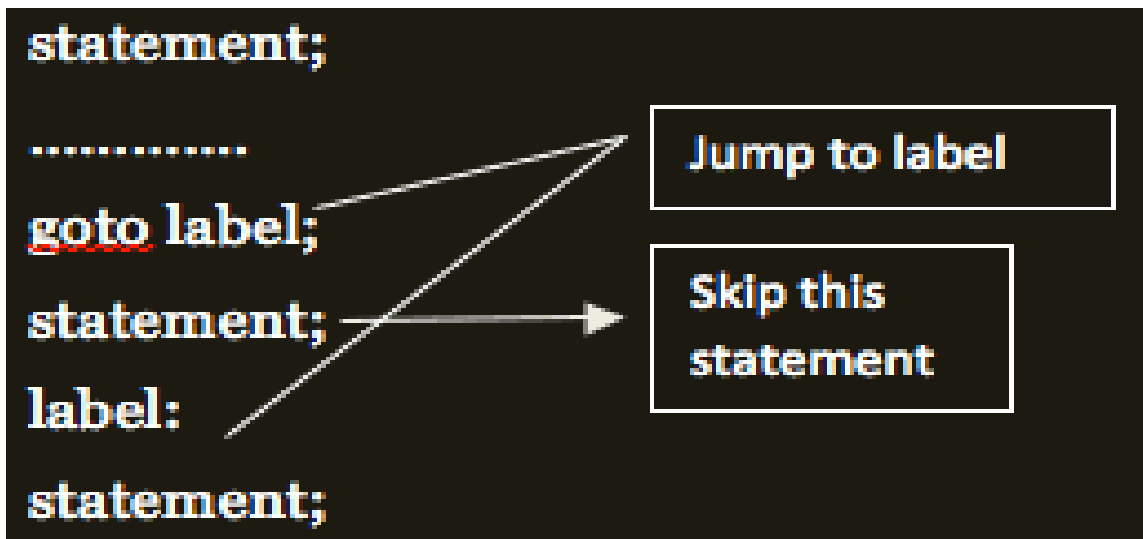 statement;
.............
goto label;
statement;
label:
statement;
Jump to label
Skip this
statement